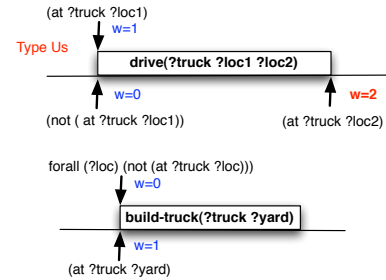 (at ?truck ?loc1)
w=1
Type Us
drive(?truck ?loc1 ?loc2)
w=0
w=2
(not ( at ?truck ?loc1))
(at ?truck ?loc2)
forall (?loc) (not (at ?truck ?loc)))
w=0
build-truck(?truck ?yard)
w=1
(at ?truck ?yard)